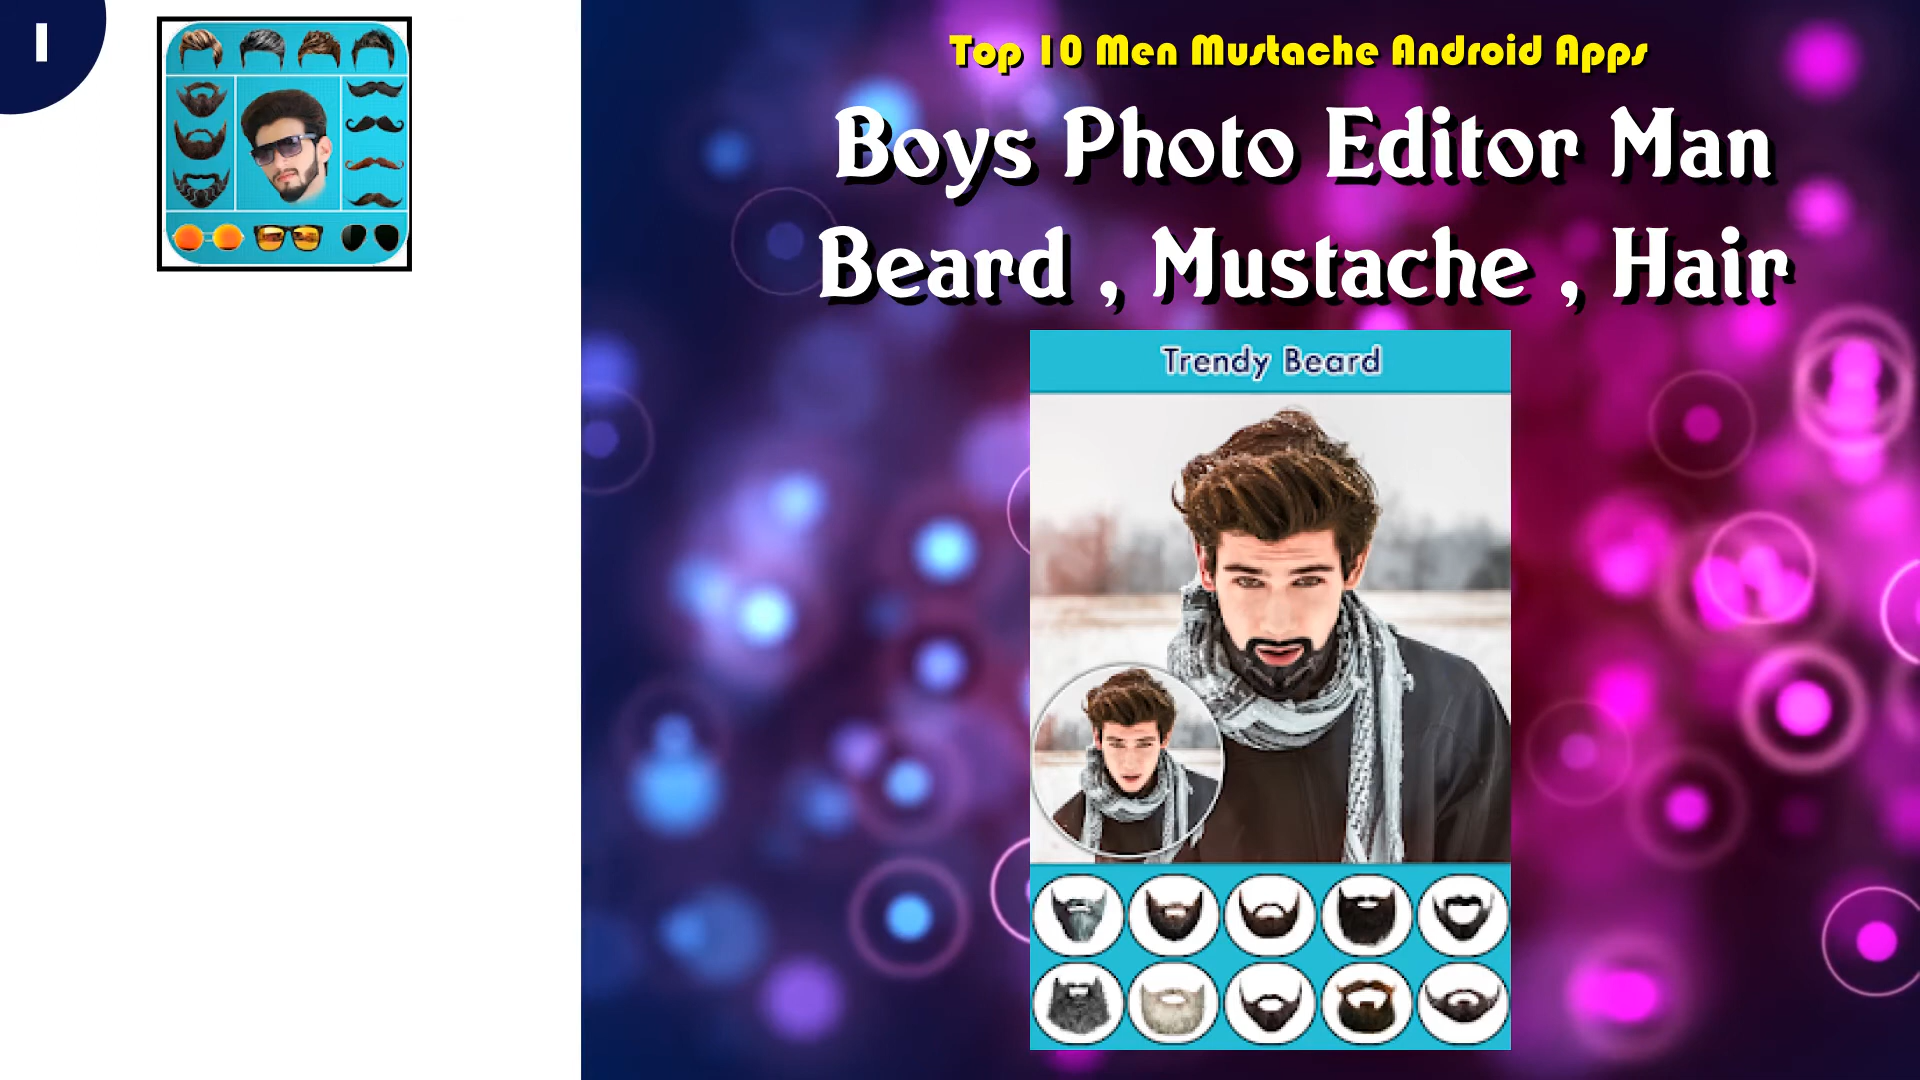 1
Top 10 Men Mustache Android Apps
Boys Photo Editor Man
Beard , Mustache , Hair
Trendy Beard